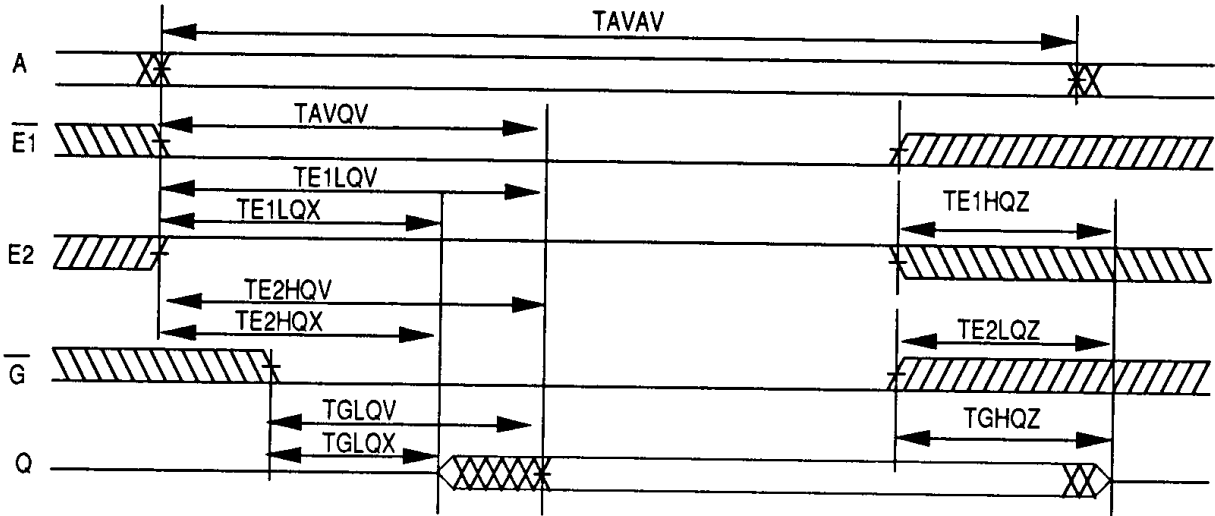 TAVAV
A
TAVQV
E1
TE1LQV
TE1LQX
TE1HQZ
E2
TE2HQV
TE2HQX
TE2LQZ
G
TGLQV
TGHQZ
TGLQX
Q